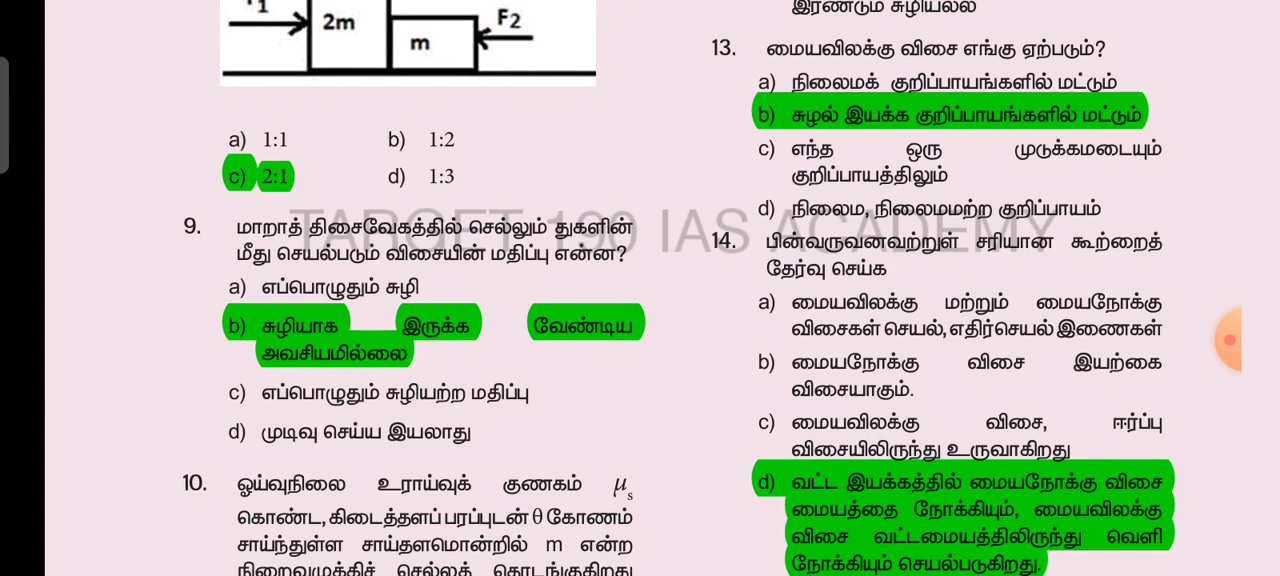 2m
m
F2
a) 1:1
b) 1:2
c) 2:1
d) 1:3
9. மாறாத் திசைவேகத்தில் செல்லும் துகளின்
மீது செயல்படும் விசையின் மதிப்பு என்ன?
a) எப்பொழுதும் சுழி
b) சுழியாக இருக்க வேண்டிய
அவசியமில்லை
c) எப்பொழுதும் சுழியற்ற மதிப்பு
d) முடிவு செய்ய இயலாது
10. ஓய்வுநிலை உராய்வுக் குணகம் μs
கொண்ட, கிடைத்தளப் பரப்புடன் θ கோணம்
சாய்ந்துள்ள சாய்தளமொன்றில் m என்ற
நிறைவழுக்கிச் செல்லத் தொடங்குகிறது
இரண்டும் சுழியல்ல
13. மையவிலக்கு விசை எங்கு ஏற்படும்?
a) நிலைமக் குறிப்பாயங்களில் மட்டும்
b) சுழல் இயக்க குறிப்பாயங்களில் மட்டும்
c) எந்த ஒரு முடுக்கமடையும்
குறிப்பாயத்திலும்
d) நிலைம, நிலைமமற்ற குறிப்பாயம்
14. பின்வருவனவற்றுள் சரியான கூற்றைத்
தேர்வு செய்க
a) மையவிலக்கு மற்றும் மையநோக்கு
விசைகள் செயல், எதிர்செயல் இணைகள்
b) மையநோக்கு விசை இயற்கை
விசையாகும்.
c) மையவிலக்கு விசை, ஈர்ப்பு
விசையிலிருந்து உருவாகிறது
d) வட்ட இயக்கத்தில் மையநோக்கு விசை
மையத்தை நோக்கியும், மையவிலக்கு
விசை வட்டமையத்திலிருந்து வெளி
நோக்கியும் செயல்படுகிறது.
TARGET 190 IAS ACADEMY